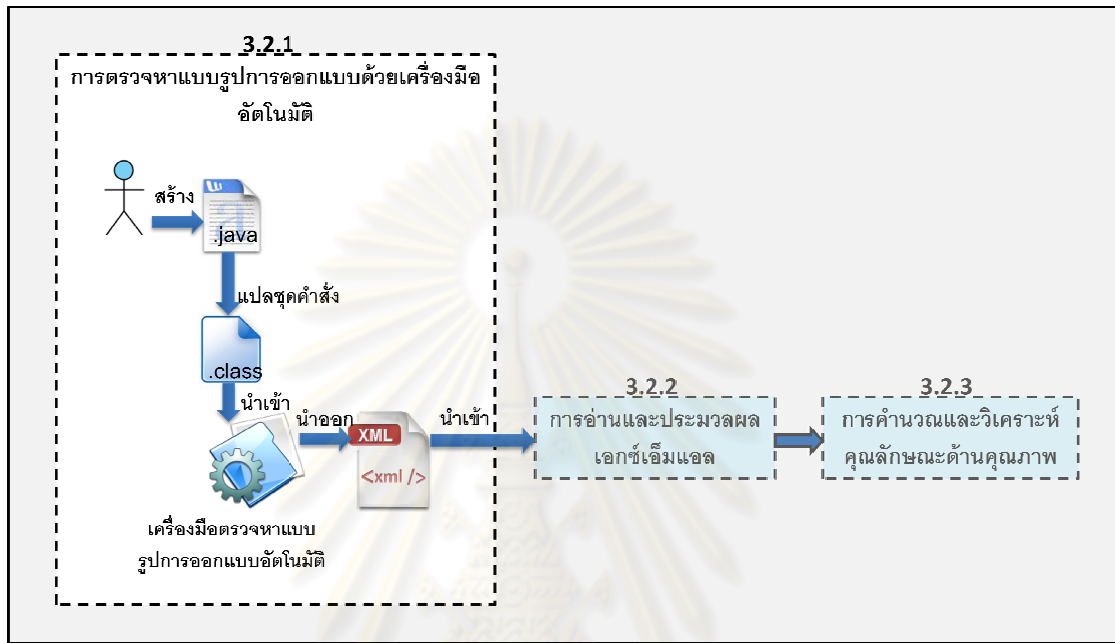 3.2.1
การตรวจหาแบบรูปการออกแบบด้วยเครื่องมือ
อัตโนมัติ
สร้าง
.java
แปลชุดคำสั่ง
.class
นำเข้า
นำออก
XML
<xml />
นำเข้า
เครื่องมือตรวจหาแบบ
รูปการออกแบบอัตโนมัติ
3.2.2
การอ่านและประมวลผล
เอกซ์เอ็มแอล
3.2.3
การคำนวณและวิเคราะห์
คุณลักษณะด้านคุณภาพ